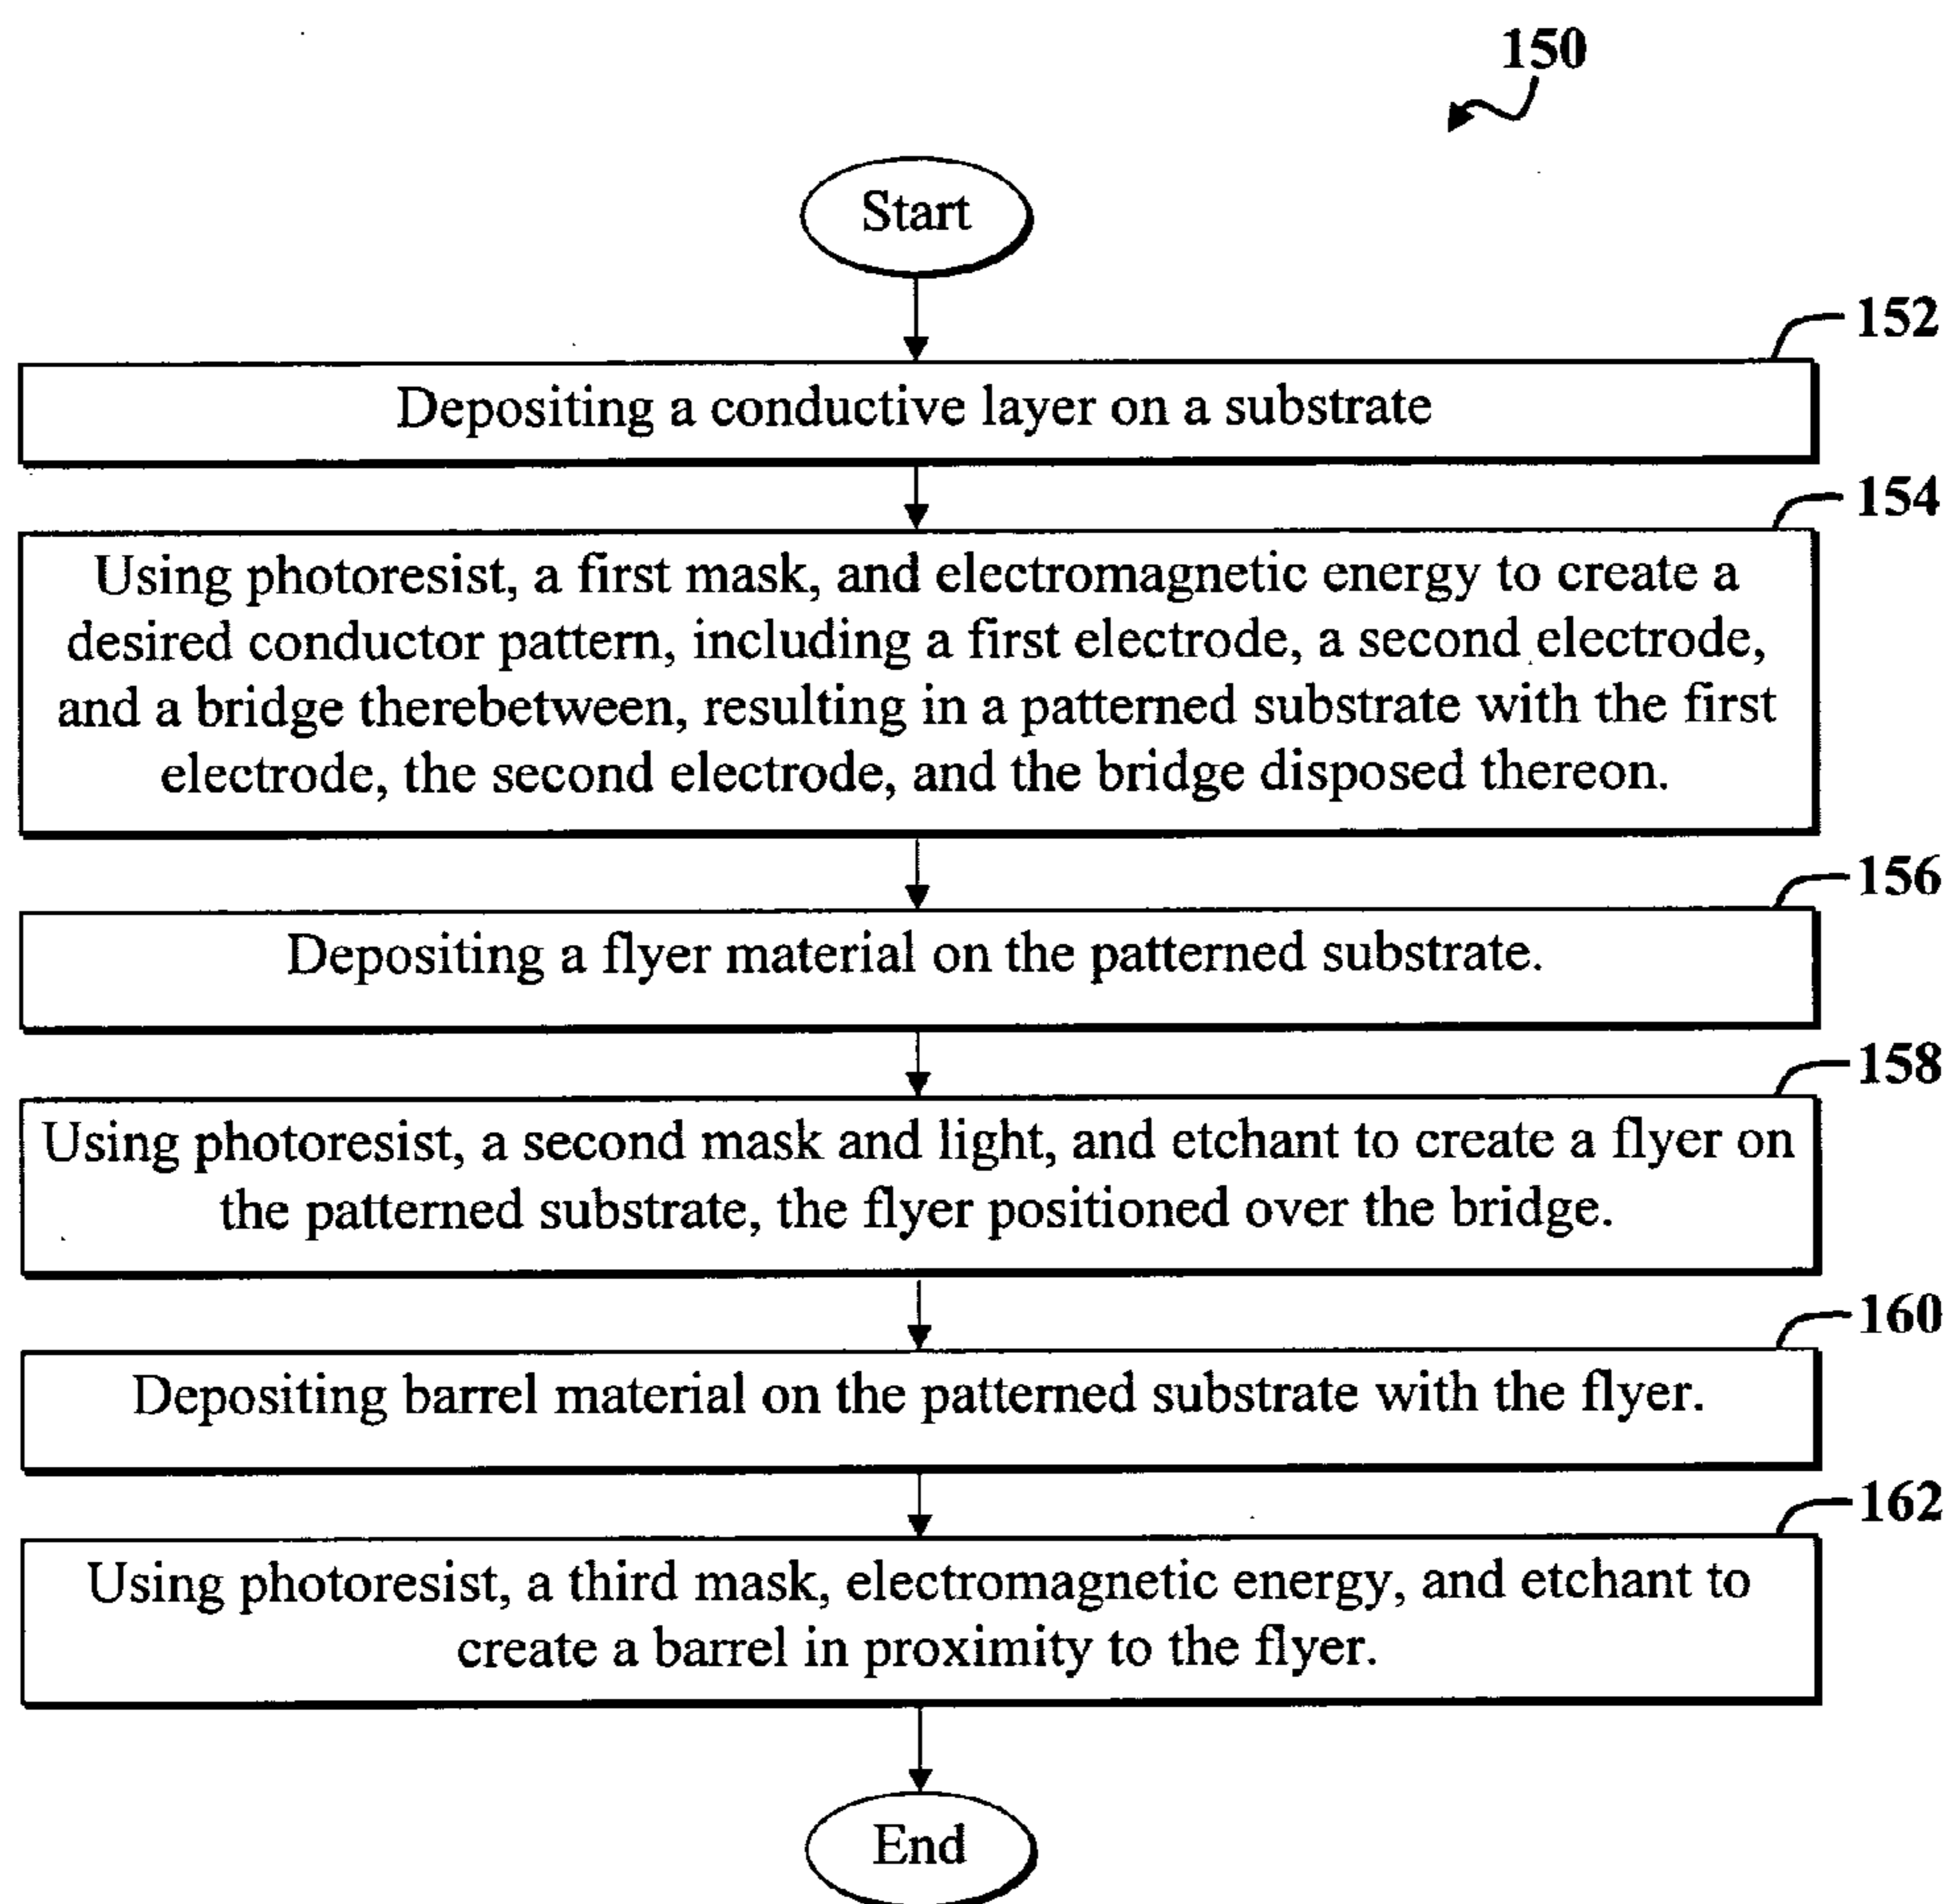 150
Start
152
Depositing a conductive layer on a substrate
154
Using photoresist, a first mask, and electromagnetic energy to create a
desired conductor pattern, including a first electrode, a second electrode,
and a bridge therebetween, resulting in a patterned substrate with the first
electrode, the second electrode, and the bridge disposed thereon.
156
Depositing a flyer material on the patterned substrate.
158
Using photoresist, a second mask and light, and etchant to create a flyer on
the patterned substrate, the flyer positioned over the bridge.
160
Depositing barrel material on the patterned substrate with the flyer.
162
Using photoresist, a third mask, electromagnetic energy, and etchant to
create a barrel in proximity to the flyer.
End